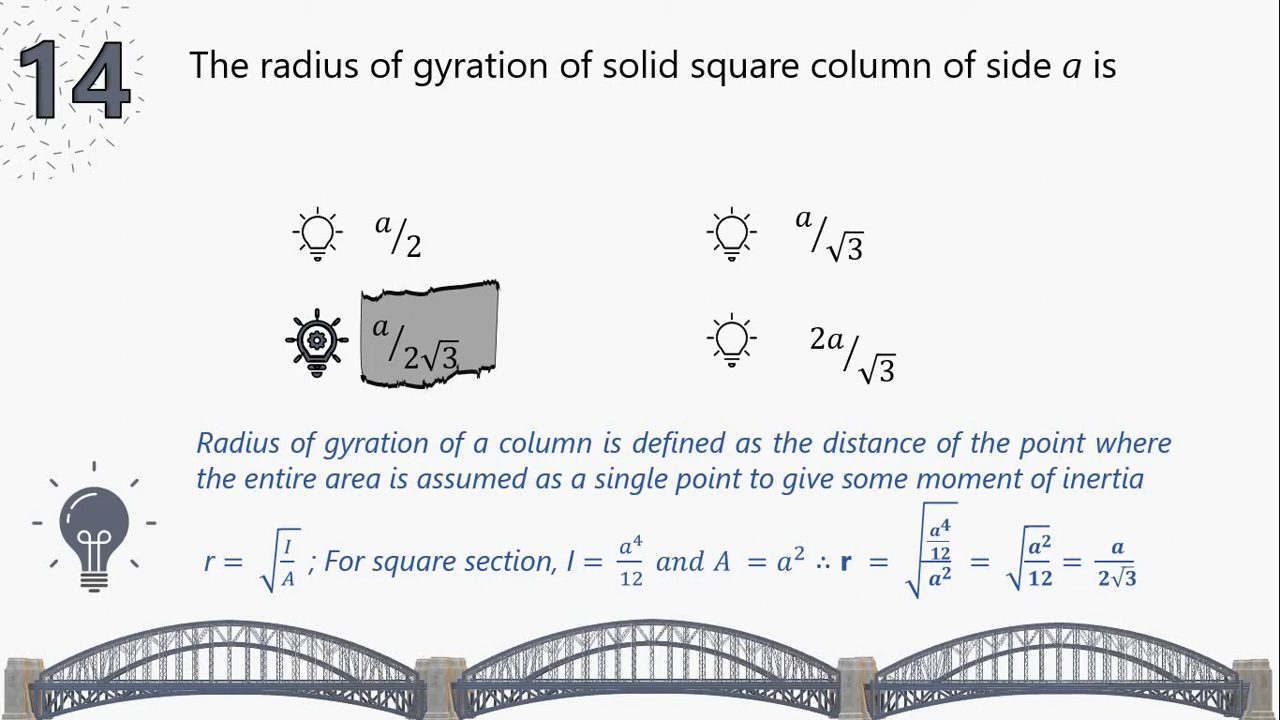 14
The radius of gyration of solid square column of side a is
a/2
a/√3
a/2√3
2a/√3
Radius of gyration of a column is defined as the distance of the point where
the entire area is assumed as a single point to give some moment of inertia
r = √(I/A) ; For square section, I = a⁴/12 and A = a² ∴ r = √((a⁴/12)/a²) = √(a²/12) = a/2√3